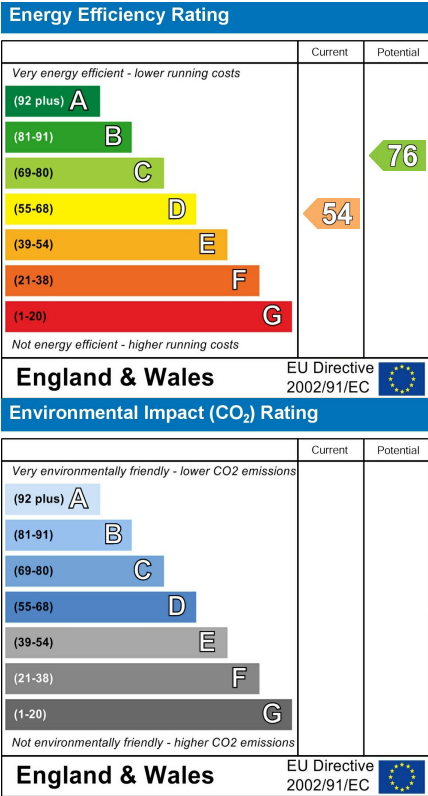 Energy Efficiency Rating
Current Potential
Very energy efficient - lower running costs
(92 plus) A
(81-91) B
(69-80) C
(55-68) D
(39-54) E
(21-38) F
(1-20) G
54
76
Not energy efficient - higher running costs
England & Wales
EU Directive
2002/91/EC
Environmental Impact (CO₂) Rating
Current Potential
Very environmentally friendly - lower CO2 emissions
(92 plus) A
(81-91) B
(69-80) C
(55-68) D
(39-54) E
(21-38) F
(1-20) G
Not environmentally friendly - higher CO2 emissions
England & Wales
EU Directive
2002/91/EC